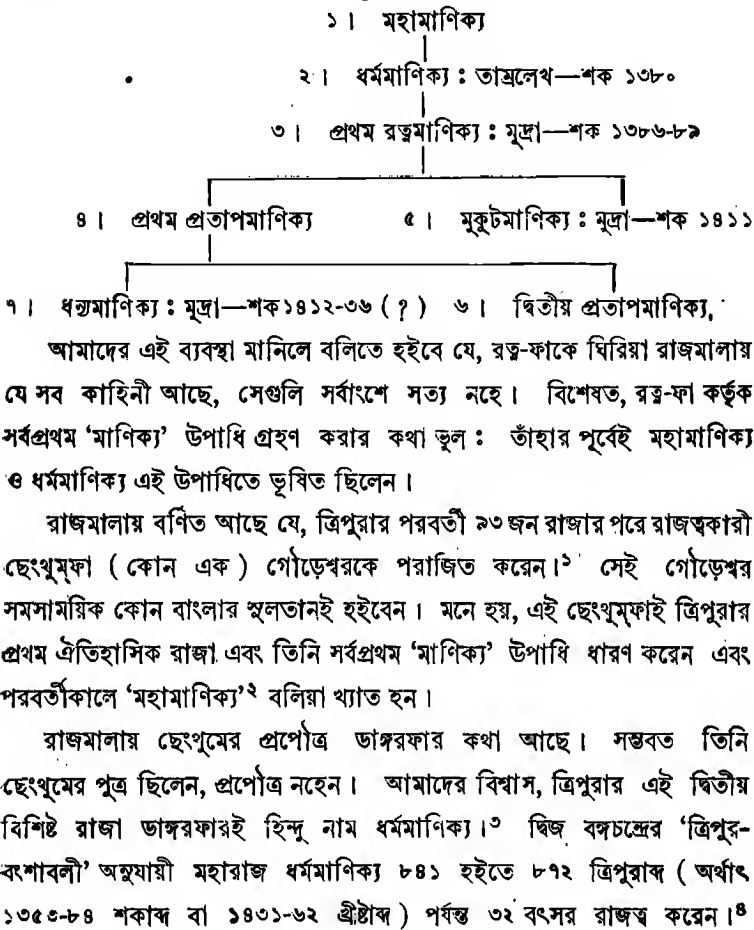 ১। মহামাণিক্য
২। ধর্মমাণিক্য : তাম্রলেখ—শক ১৩৮০
৩। প্রথম রত্নমাণিক্য : মুদ্রা—শক ১৩৮৬-৮৯
৪। প্রথম প্রতাপমাণিক্য ৫। মুকুটমাণিক্য : মুদ্রা—শক ১৪১১
৭। ধন্যমাণিক্য : মুদ্রা—শক ১৪১২-৩৬ ( ? ) ৬। দ্বিতীয় প্রতাপমাণিক্য,
আমাদের এই ব্যবস্থা মানিলে বলিতে হইবে যে, রত্ন-ফাকে ঘিরিয়া রাজমালায়
যে সব কাহিনী আছে, সেগুলি সর্বাংশে সত্য নহে। বিশেষত, রত্ন-ফা কর্তৃক
সর্বপ্রথম ‘মাণিক্য’ উপাধি গ্রহণ করার কথা ভুল : তাঁহার পূর্বেই মহামাণিক্য
ও ধর্মমাণিক্য এই উপাধিতে ভূষিত ছিলেন।
রাজমালায় বর্ণিত আছে যে, ত্রিপুরার পরবর্তী ৯৩ জন রাজার পরে রাজত্বকারী
ছেংথুম্‌ফা ( কোন এক ) গৌড়েশ্বরকে পরাজিত করেন।১ সেই গৌড়েশ্বর
সমসাময়িক কোন বাংলার সুলতানই হইবেন। মনে হয়, এই ছেংথুম্‌ফাই ত্রিপুরার
প্রথম ঐতিহাসিক রাজা এবং তিনি সর্বপ্রথম ‘মাণিক্য’ উপাধি ধারণ করেন এবং
পরবর্তীকালে ‘মহামাণিক্য’২ বলিয়া খ্যাত হন।
রাজমালায় ছেংথুমের প্রপৌত্র ডাঙ্গরফার কথা আছে। সম্ভবত তিনি
ছেংথুমের পুত্র ছিলেন, প্রপৌত্র নহেন। আমাদের বিশ্বাস, ত্রিপুরার এই দ্বিতীয়
বিশিষ্ট রাজা ডাঙ্গরফারই হিন্দু নাম ধর্মমাণিক্য।৩ দ্বিজ বঙ্গচন্দ্রের ‘ত্রিপুর-
বংশাবলী’ অনুযায়ী মহারাজ ধর্মমাণিক্য ৮৪১ হইতে ৮৭২ ত্রিপুরাব্দ ( অর্থাৎ
১৩৫৩-৮৪ শকাব্দ বা ১৪৩১-৬২ খ্রীষ্টাব্দ ) পর্যন্ত ৩২ বৎসর রাজত্ব করেন।৪